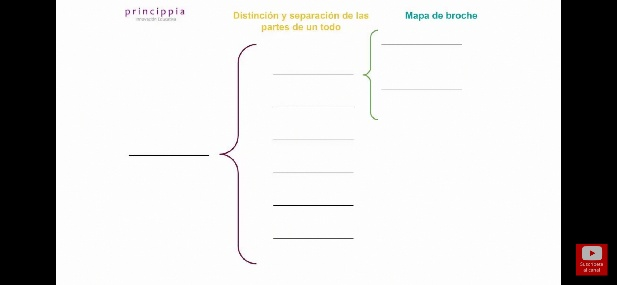 princippia
Innovación Educativa
Distinción y separación de las
partes de un todo
Mapa de broche
Suscríbete
al canal